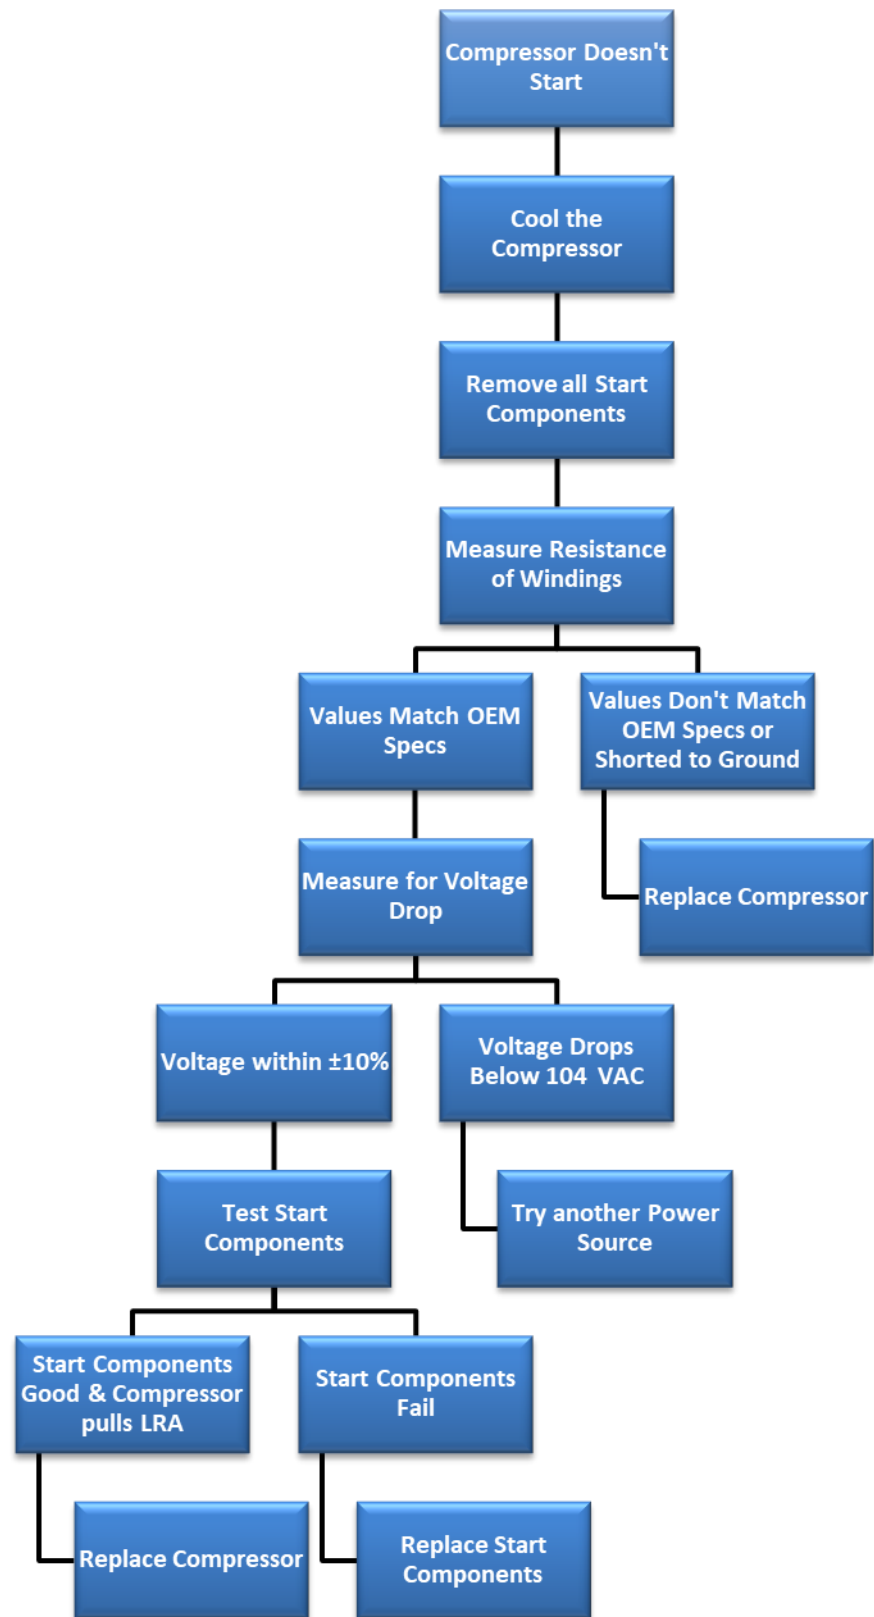 Compressor Doesn't
Start
Cool the
Compressor
Remove all Start
Components
Measure Resistance
of Windings
Values Match OEM
Specs
Values Don't Match
OEM Specs or
Shorted to Ground
Measure for Voltage
Drop
Replace Compressor
Voltage within ±10%
Voltage Drops
Below 104 VAC
Test Start
Components
Try another Power
Source
Start Components
Good & Compressor
pulls LRA
Start Components
Fail
Replace Compressor
Replace Start
Components